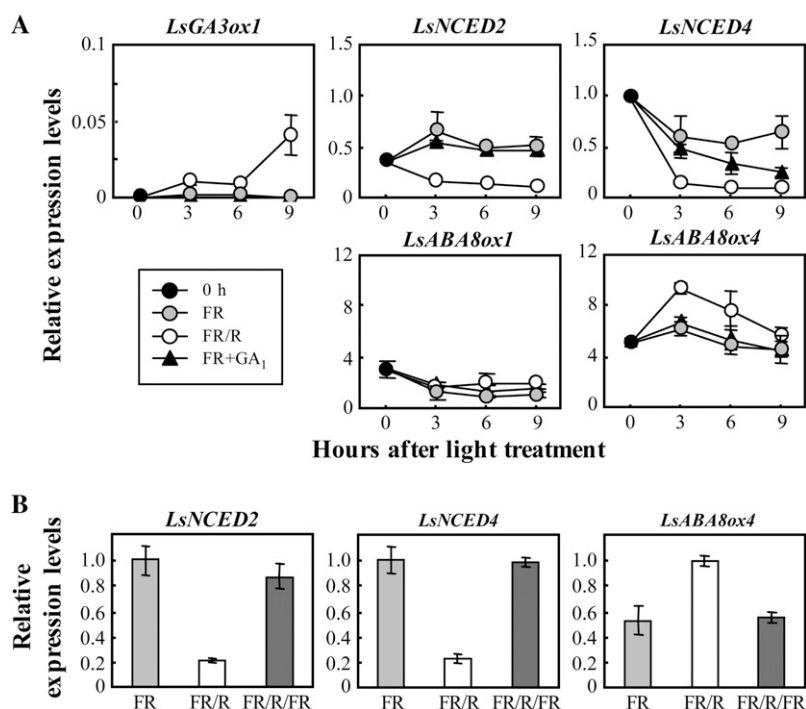 A
LsGA3ox1
LsNCED2
LsNCED4
Relative expression levels
0.1
0.05
0
0 3 6 9
1.5
1.0
0.5
0
0 3 6 9
1.5
1.0
0.5
0
0 3 6 9
LsABA8ox1
LsABA8ox4
0 h
FR
FR/R
FR+GA1
12
8
4
0
0 3 6 9
12
8
4
0
0 3 6 9
Hours after light treatment
B
LsNCED2
LsNCED4
LsABA8ox4
Relative
expression levels
1.0
0.8
0.6
0.4
0.2
0
FR FR/R FR/R/FR
1.0
0.8
0.6
0.4
0.2
0
FR FR/R FR/R/FR
1.0
0.8
0.6
0.4
0.2
0
FR FR/R FR/R/FR